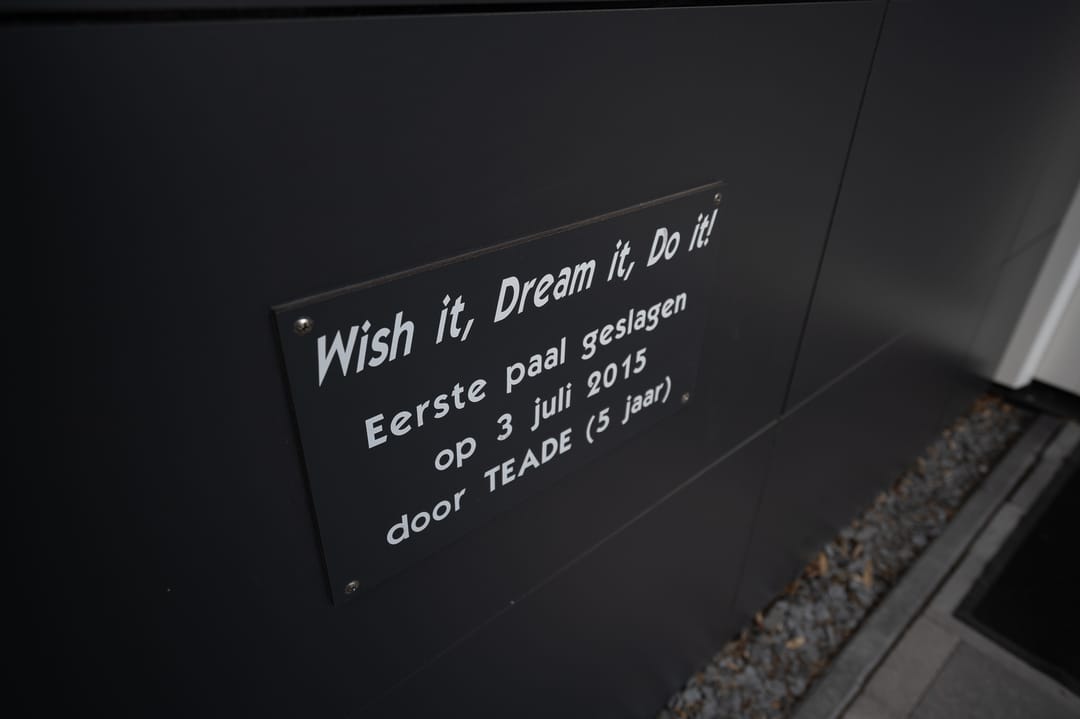 Wish it, Dream it, Do it!
Eerste paal geslagen
op 3 juli 2015
door TEADE (5 jaar)